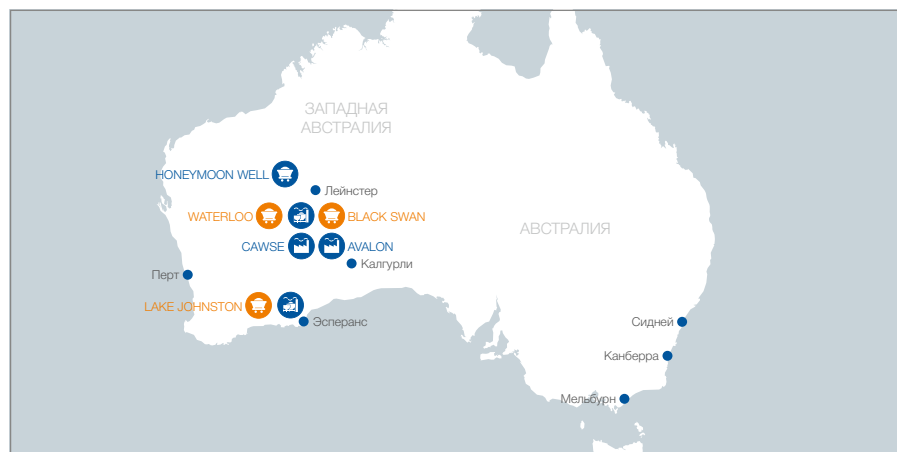 ЗАПАДНАЯ
АВСТРАЛИЯ
HONEYMOON WELL
Лейнстер
WATERLOO
BLACK SWAN
АВСТРАЛИЯ
CAWSE
AVALON
Калгурли
Перт
LAKE JOHNSTON
Эсперанс
Сидней
Канберра
Мельбурн